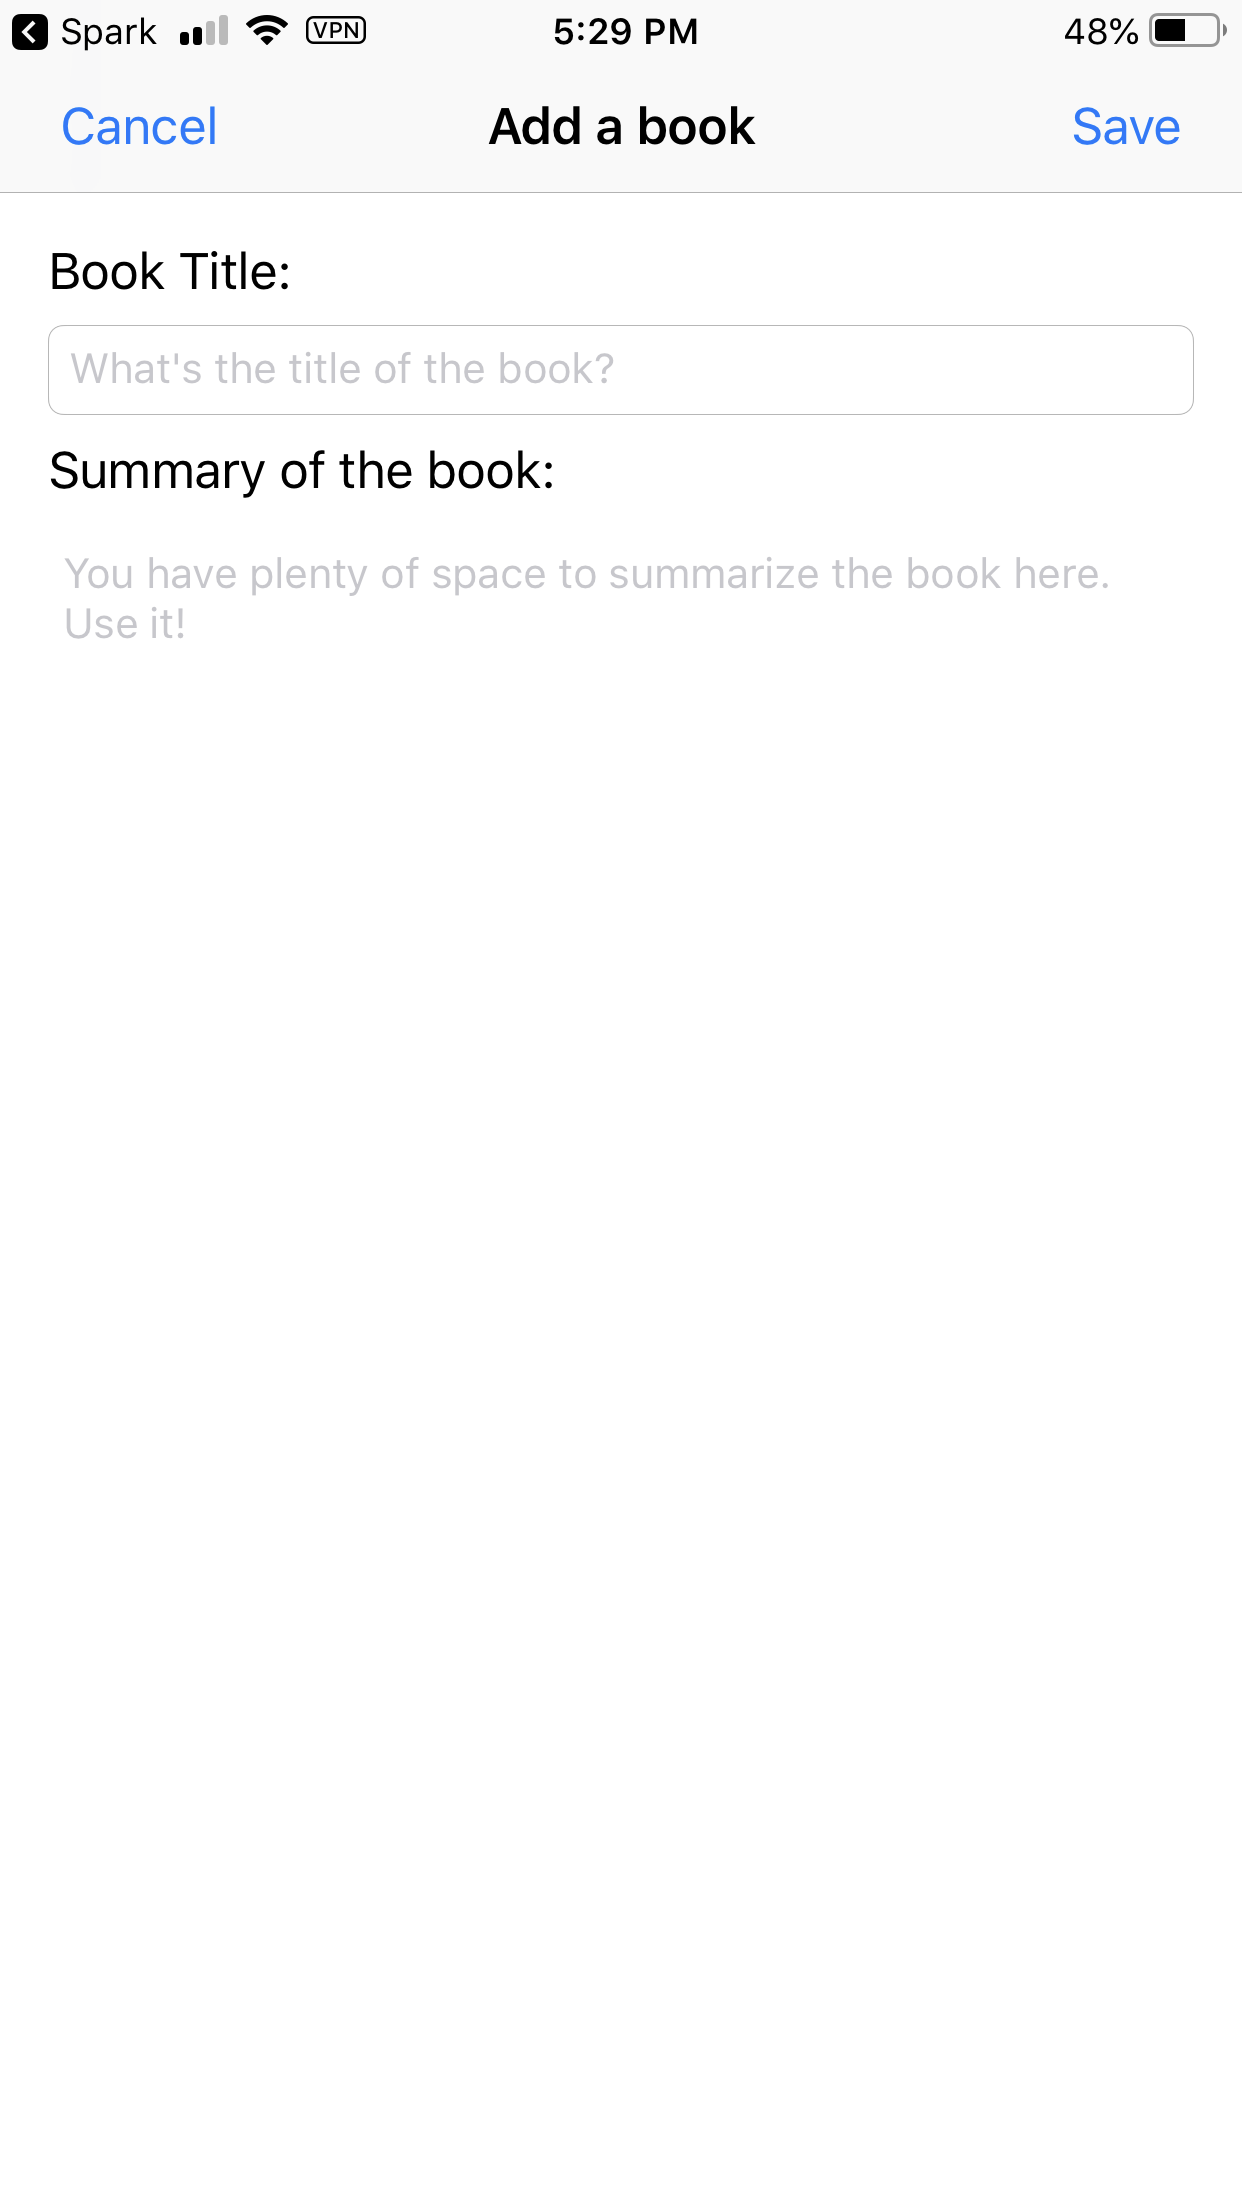 Spark VPN 5:29 PM 48%
Cancel Add a book Save
Book Title:
What's the title of the book?
Summary of the book:
You have plenty of space to summarize the book here.
Use it!